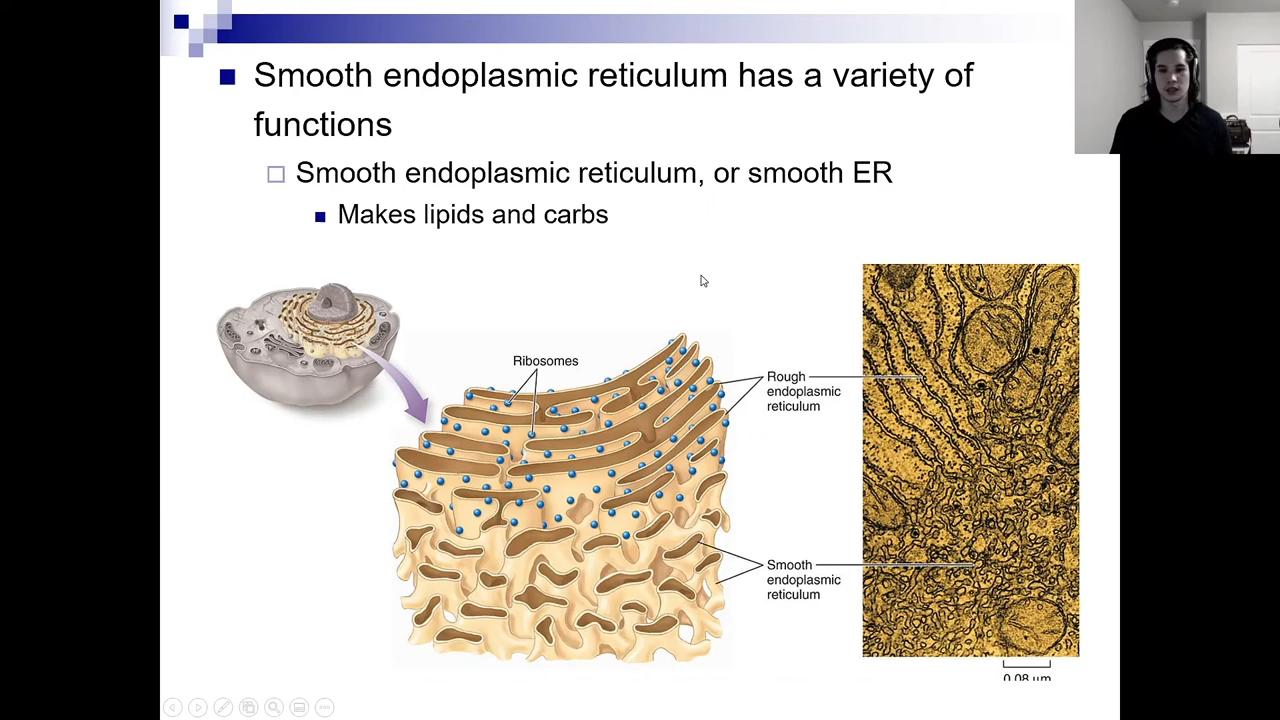 Smooth endoplasmic reticulum has a variety of
functions
Smooth endoplasmic reticulum, or smooth ER
Makes lipids and carbs
Ribosomes
Rough
endoplasmic
reticulum
Smooth
endoplasmic
reticulum
0.08 µm